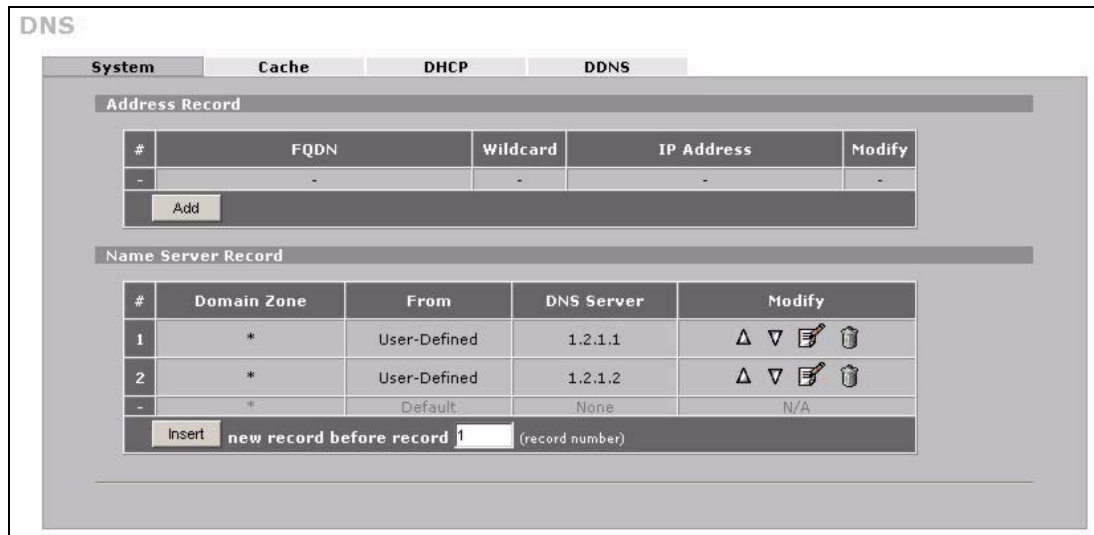 DNS
System Cache DHCP DDNS
Address Record
# FQDN Wildcard IP Address Modify
- - - - -
Add
Name Server Record
# Domain Zone From DNS Server Modify
1 * User-Defined 1.2.1.1
2 * User-Defined 1.2.1.2
- * Default None N/A
Insert new record before record 1 (record number)